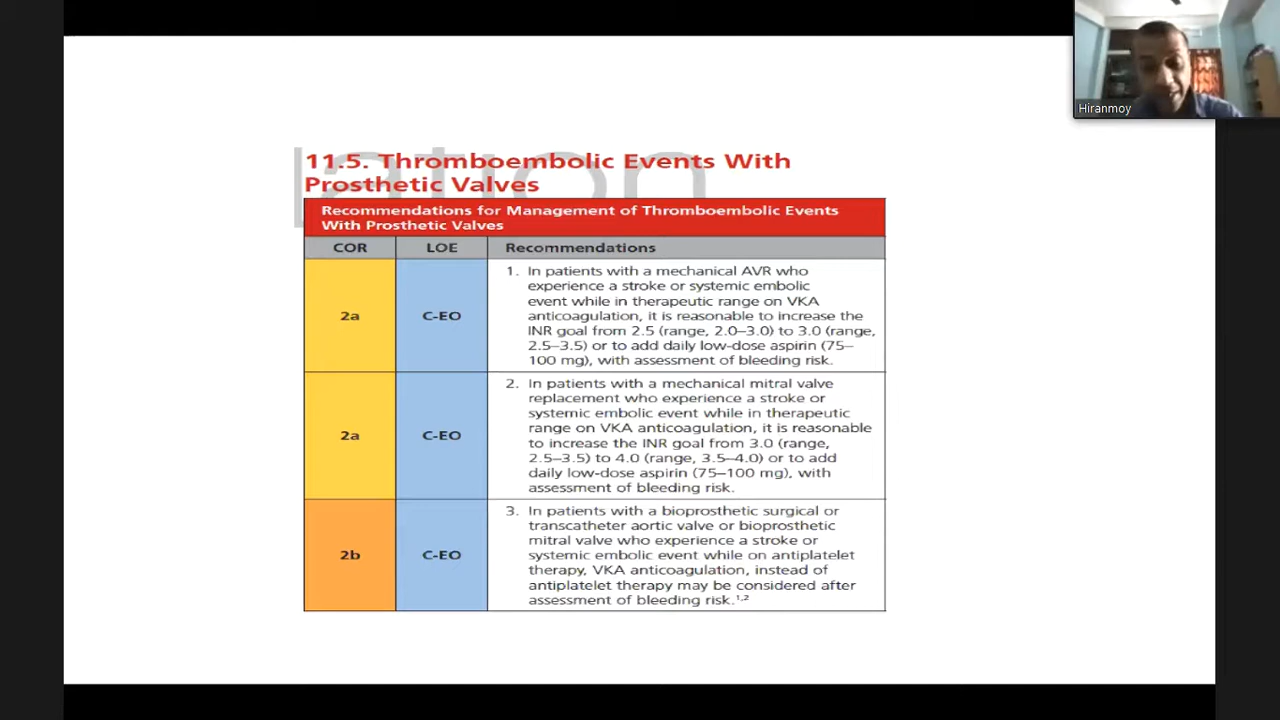 Hiranmoy
11.5. Thromboembolic Events With
Prosthetic Valves
Recommendations for Management of Thromboembolic Events
With Prosthetic Valves
COR LOE Recommendations
2a C-EO 1. In patients with a mechanical AVR who
experience a stroke or systemic embolic
event while in therapeutic range on VKA
anticoagulation, it is reasonable to increase the
INR goal from 2.5 (range, 2.0–3.0) to 3.0 (range,
2.5–3.5) or to add daily low-dose aspirin (75–
100 mg), with assessment of bleeding risk.
2a C-EO 2. In patients with a mechanical mitral valve
replacement who experience a stroke or
systemic embolic event while in therapeutic
range on VKA anticoagulation, it is reasonable
to increase the INR goal from 3.0 (range,
2.5–3.5) to 4.0 (range, 3.5–4.0) or to add
daily low-dose aspirin (75–100 mg), with
assessment of bleeding risk.
2b C-EO 3. In patients with a bioprosthetic surgical or
transcatheter aortic valve or bioprosthetic
mitral valve who experience a stroke or
systemic embolic event while on antiplatelet
therapy, VKA anticoagulation, instead of
antiplatelet therapy may be considered after
assessment of bleeding risk.¹,²